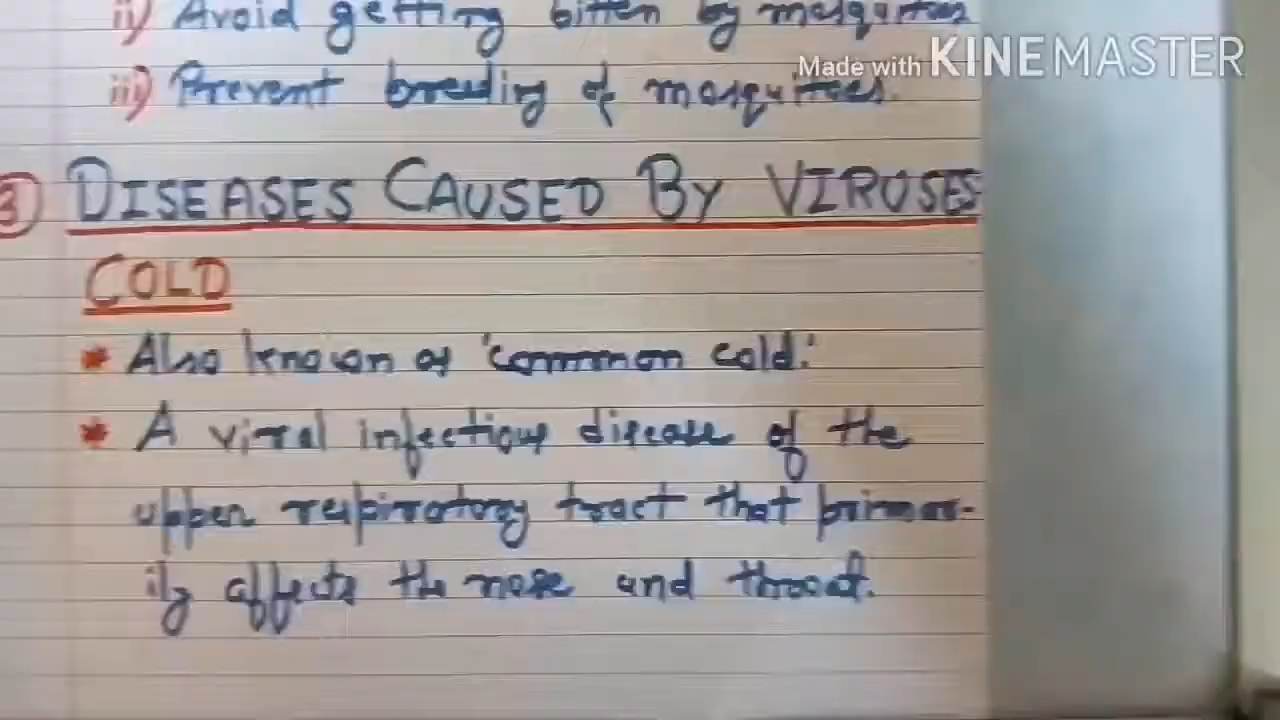 ii) Avoid getting bitten by mosquitoes
Made with KINEMASTER
iii) Prevent breeding of mosquitoes.
3 DISEASES CAUSED BY VIRUSES
COLD
* Also known as 'common cold.'
* A viral infectious disease of the
upper respiratory tract that primar-
ily affects the nose and throat.